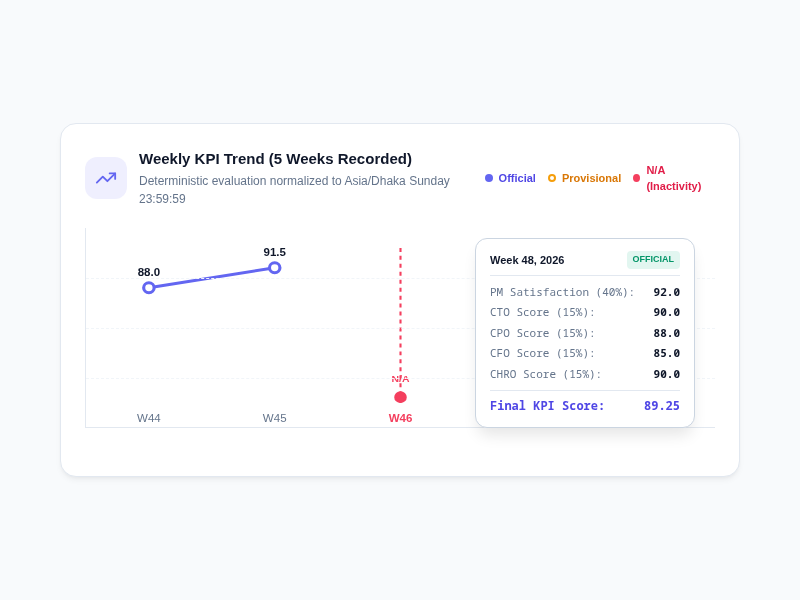 Weekly KPI Trend (5 Weeks Recorded)
Deterministic evaluation normalized to Asia/Dhaka Sunday
23:59:59
Official
Provisional
N/A
(Inactivity)
88.0
91.5
N/A
W44
W45
W46
Week 48, 2026
OFFICIAL
PM Satisfaction (40%): 92.0
CTO Score (15%): 90.0
CPO Score (15%): 88.0
CFO Score (15%): 85.0
CHRO Score (15%): 90.0
Final KPI Score: 89.25